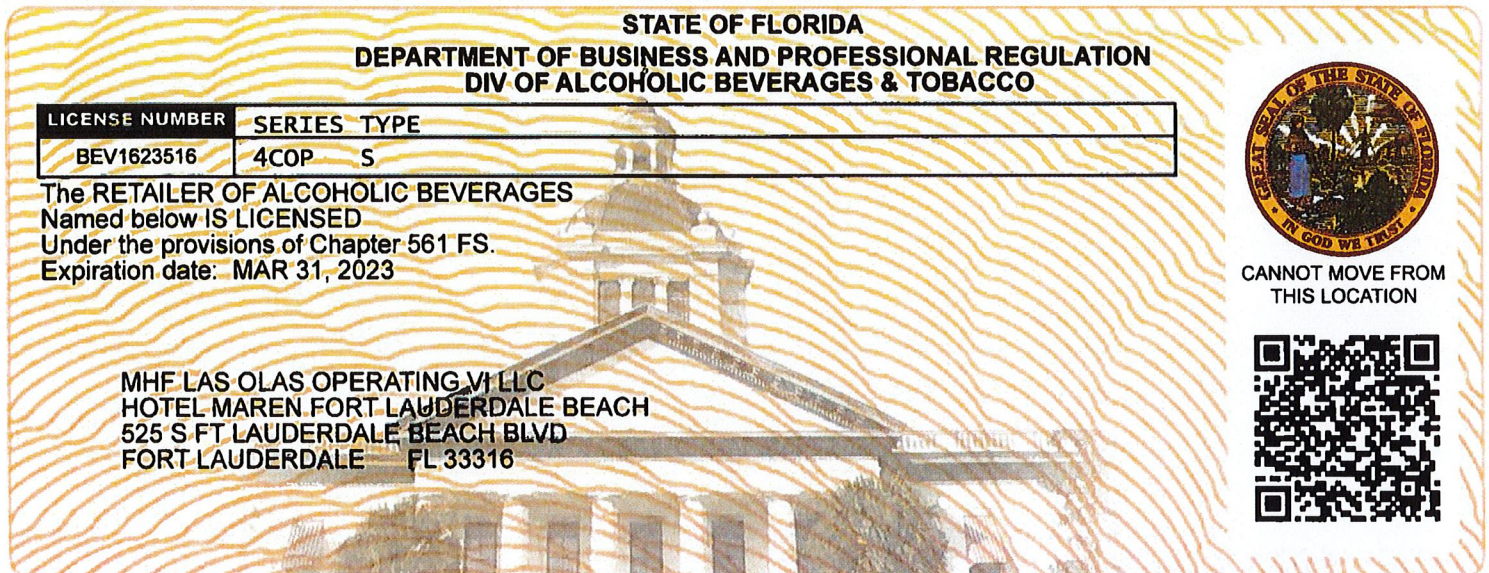 STATE OF FLORIDA
DEPARTMENT OF BUSINESS AND PROFESSIONAL REGULATION
DIV OF ALCOHOLIC BEVERAGES & TOBACCO
LICENSE NUMBER SERIES TYPE
BEV1623516 4COP S
The RETAILER OF ALCOHOLIC BEVERAGES
Named below IS LICENSED
Under the provisions of Chapter 561 FS.
Expiration date: MAR 31, 2023
MHF LAS OLAS OPERATING VI LLC
HOTEL MAREN FORT LAUDERDALE BEACH
525 S FT LAUDERDALE BEACH BLVD
FORT LAUDERDALE FL 33316
GREAT SEAL OF THE STATE OF FLORIDA
IN GOD WE TRUST
CANNOT MOVE FROM
THIS LOCATION